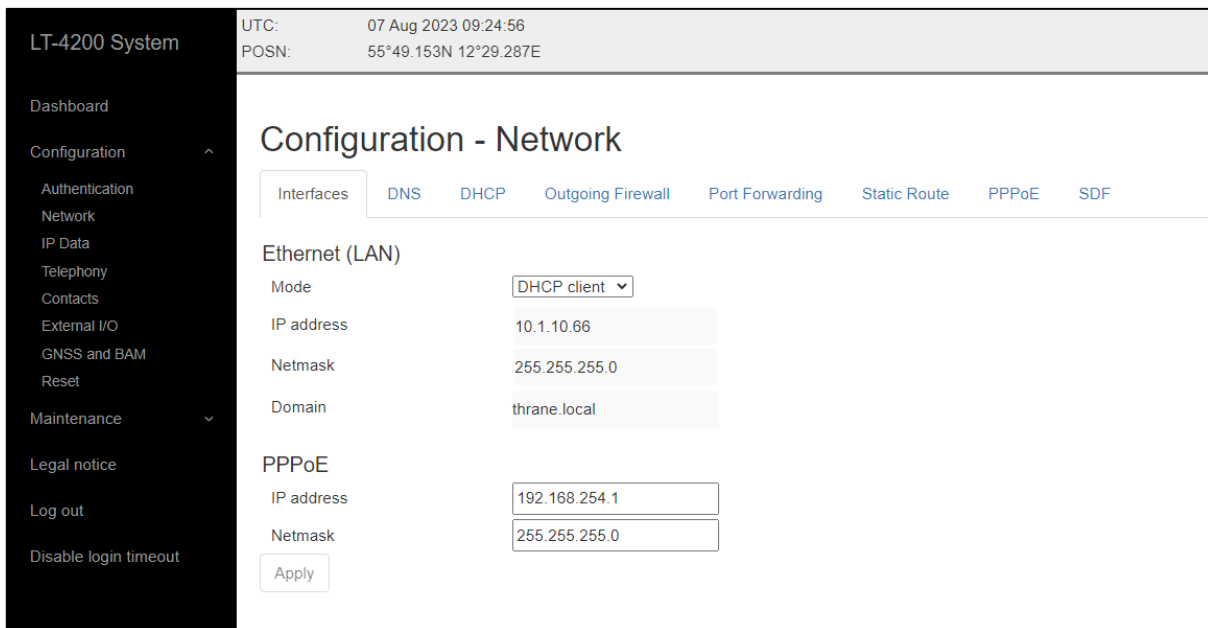 LT-4200 System
Dashboard
Configuration
Authentication
Network
IP Data
Telephony
Contacts
External I/O
GNSS and BAM
Reset
Maintenance
Legal notice
Log out
Disable login timeout
UTC: 07 Aug 2023 09:24:56
POSN: 55°49.153N 12°29.287E
Configuration - Network
Interfaces DNS DHCP Outgoing Firewall Port Forwarding Static Route PPPoE SDF
Ethernet (LAN)
Mode DHCP client
IP address 10.1.10.66
Netmask 255.255.255.0
Domain thrane.local
PPPoE
IP address 192.168.254.1
Netmask 255.255.255.0
Apply